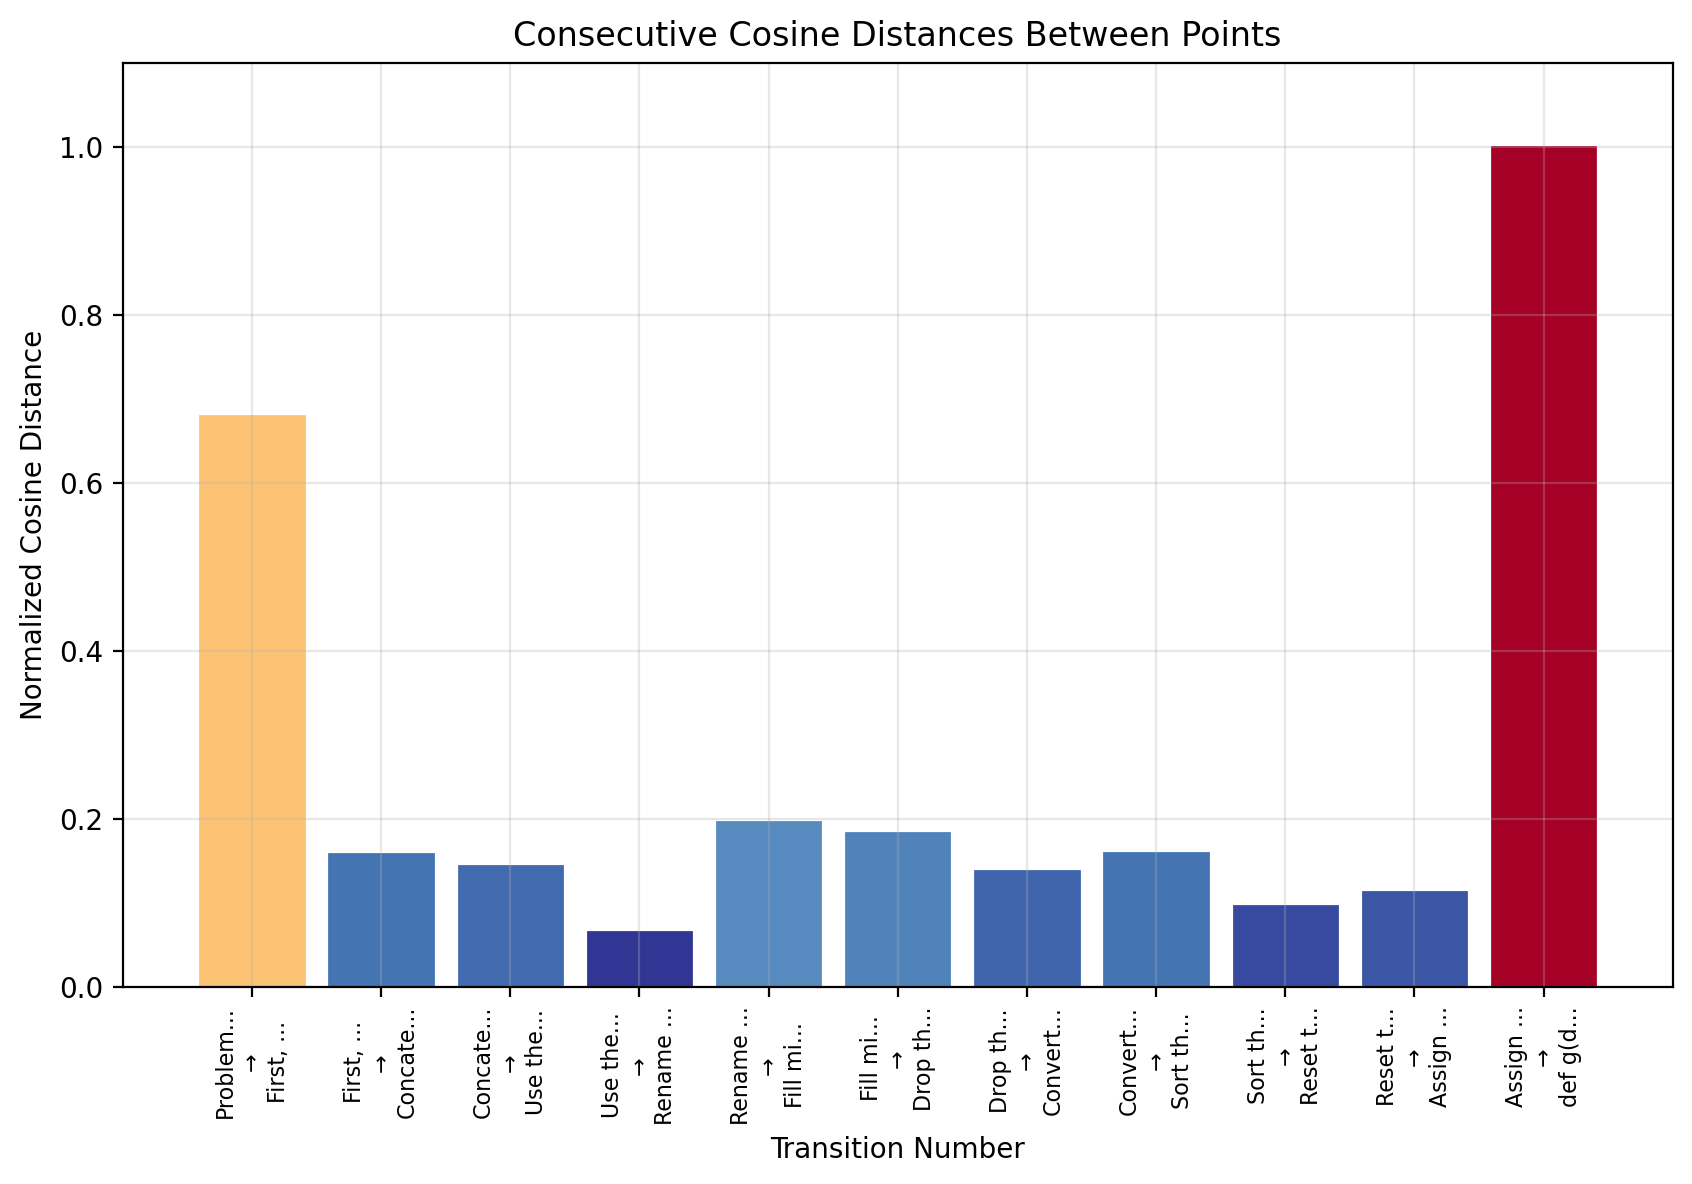 Consecutive Cosine Distances Between Points
Normalized Cosine Distance
1.0
0.8
0.6
0.4
0.2
0.0
Problem...
→
First, ...
First, ...
→
Concate...
Concate...
→
Use the...
Use the...
→
Rename ...
Rename ...
→
Fill mi...
Fill mi...
→
Drop th...
Drop th...
→
Convert...
Convert...
→
Sort th...
Sort th...
→
Reset t...
Reset t...
→
Assign ...
Assign ...
→
def g(d...
Transition Number